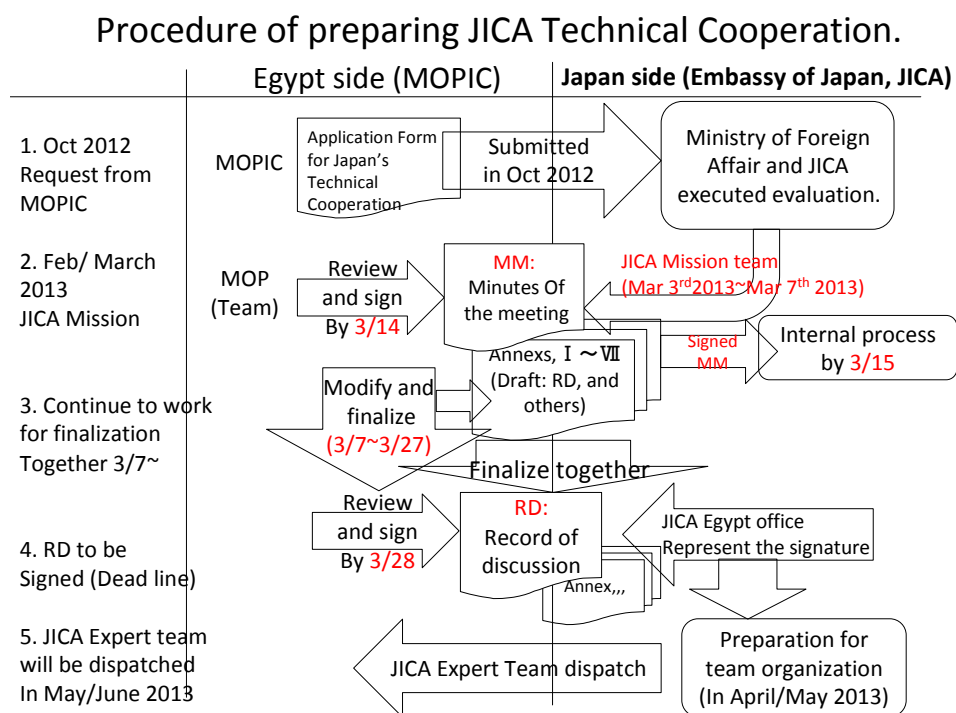 Procedure of preparing JICA Technical Cooperation.
Egypt side (MOPIC)
Japan side (Embassy of Japan, JICA)
1. Oct 2012
Request from
MOPIC
MOPIC
Application Form
for Japan's
Technical
Cooperation
Submitted
in Oct 2012
Ministry of Foreign
Affair and JICA
executed evaluation.
2. Feb/ March
2013
JICA Mission
MOP
(Team)
Review
and sign
By 3/14
MM:
Minutes Of
the meeting
JICA Mission team
(Mar 3rd2013~Mar 7th 2013)
Annexs, Ⅰ ～Ⅶ
(Draft: RD, and
others)
Signed
MM
Internal process
by 3/15
3. Continue to work
for finalization
Together 3/7~
Modify and
finalize
(3/7~3/27)
Finalize together
4. RD to be
Signed (Dead line)
Review
and sign
By 3/28
RD:
Record of
discussion
Annex,,,
JICA Egypt office
Represent the signature
5. JICA Expert team
will be dispatched
In May/June 2013
JICA Expert Team dispatch
Preparation for
team organization
(In April/May 2013)